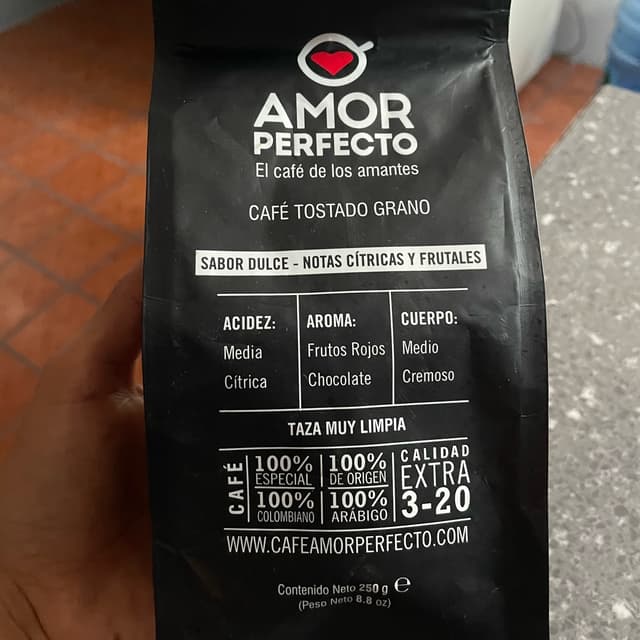 AMOR
PERFECTO
El café de los amantes
CAFÉ TOSTADO GRANO
SABOR DULCE - NOTAS CÍTRICAS Y FRUTALES
ACIDEZ:
Media
Cítrica
AROMA:
Frutos Rojos
Chocolate
CUERPO:
Medio
Cremoso
TAZA MUY LIMPIA
CAFÉ
100%
ESPECIAL
100%
DE ORIGEN
100%
COLOMBIANO
100%
ARÁBIGO
CALIDAD
EXTRA
3-20
WWW.CAFEAMORPERFECTO.COM
Contenido Neto 250 g ℮
(Peso Neto 8.8 oz)